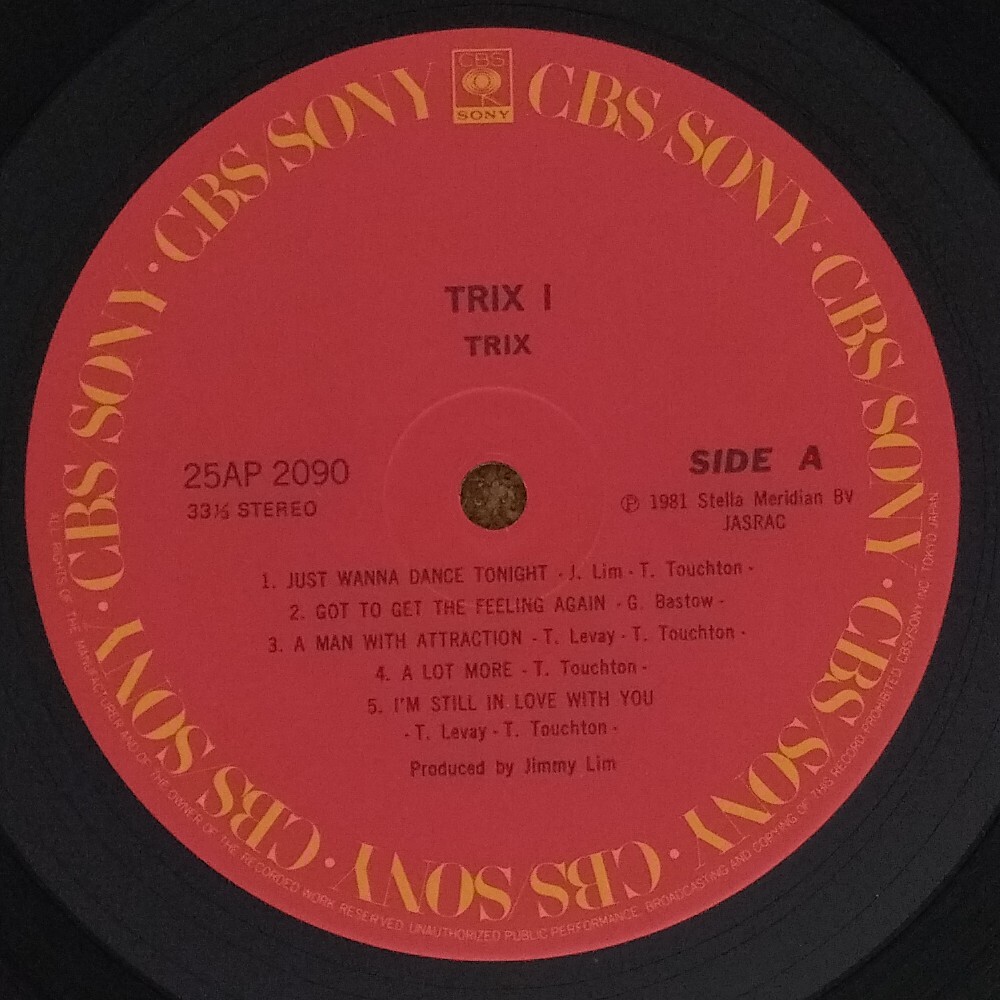 CBS
SONY
CBS/SONY · CBS/SONY · CBS/SONY · CBS/SONY · CBS/SONY · CBS/SONY · CBS/SONY · CBS/SONY
TRIX I
TRIX
25AP 2090
33⅓ STEREO
SIDE A
Ⓟ 1981 Stella Meridian BV
JASRAC
1. JUST WANNA DANCE TONIGHT - J. Lim - T. Touchton -
2. GOT TO GET THE FEELING AGAIN - G. Bastow -
3. A MAN WITH ATTRACTION - T. Levay - T. Touchton -
4. A LOT MORE - T. Touchton -
5. I'M STILL IN LOVE WITH YOU
- T. Levay - T. Touchton -
Produced by Jimmy Lim
ALL RIGHTS OF THE MANUFACTURER AND OF THE OWNER OF THE RECORDED WORK RESERVED. UNAUTHORIZED PUBLIC PERFORMANCE, BROADCASTING AND COPYING OF THIS RECORD PROHIBITED. CBS/SONY INC. TOKYO JAPAN